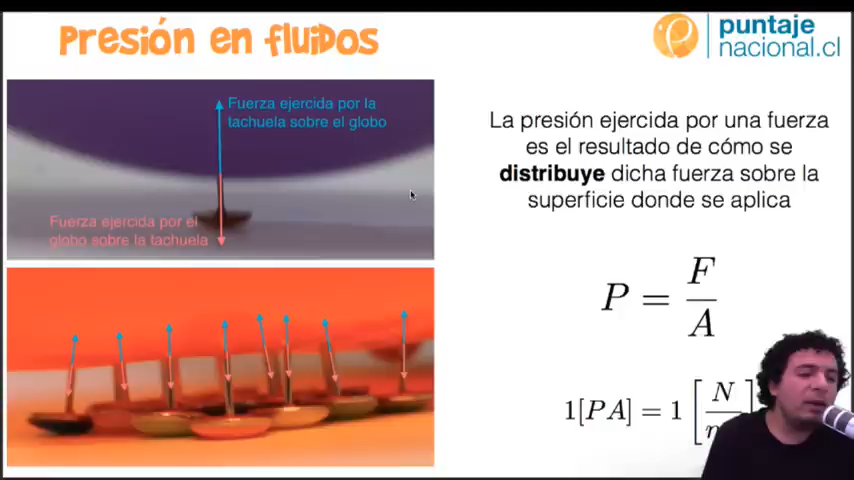 Presión en fluidos
puntaje
nacional.cl
Fuerza ejercida por la
tachuela sobre el globo
Fuerza ejercida por el
globo sobre la tachuela
La presión ejercida por una fuerza
es el resultado de cómo se
distribuye dicha fuerza sobre la
superficie donde se aplica
P = F/A
1[PA] = 1 [N/